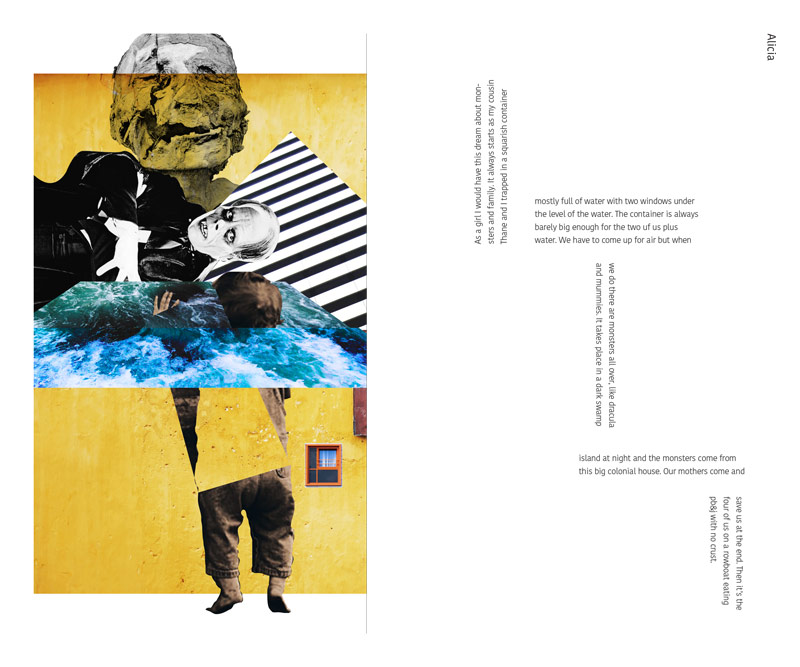 Alicia
As a girl I would have this dream about mon-
sters and familly. It always starts as my cousin
Thane and I trapped in a squarish container
mostly full of water with two windows under
the level of the water. The container is always
barely big enough for the two uf us plus
water. We have to come up for air but when
we do there are monsters all over, like dracula
and mummies. It takes place in a dark swamp
island at night and the monsters come from
this big colonial house. Our mothers come and
save us at the end. Then it's the
four of us on a rowboat eating
pb&j with no crust.